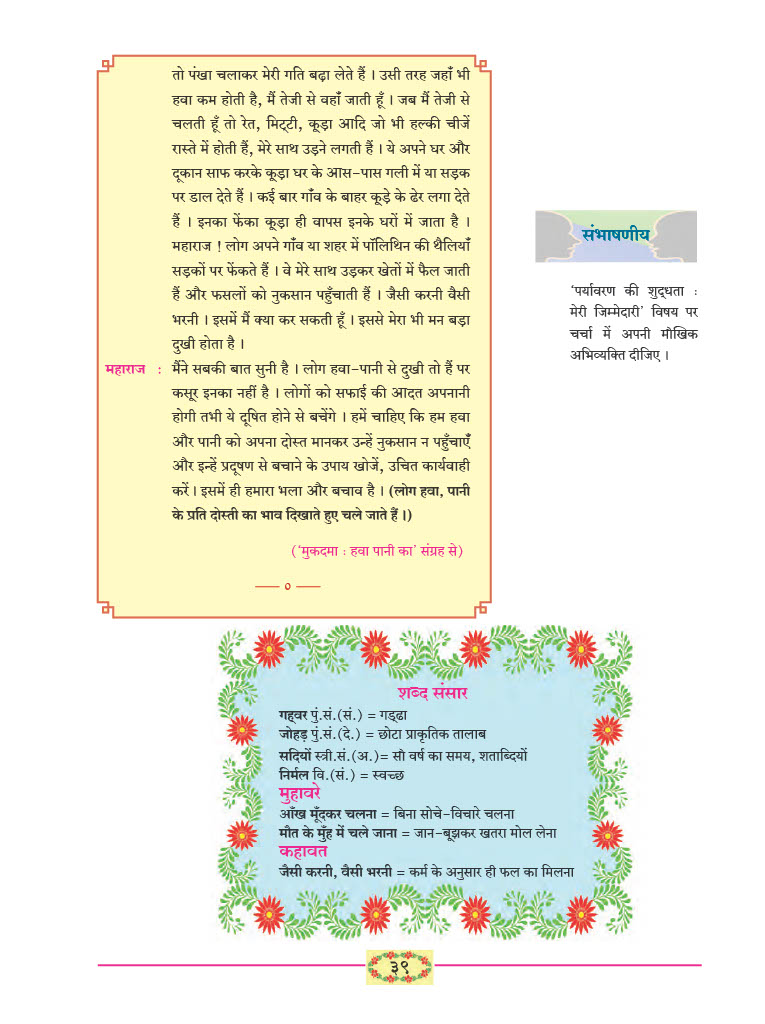 तो पंखा चलाकर मेरी गति बढ़ा लेते हैं । उसी तरह जहाँ भी
हवा कम होती है, मैं तेजी से वहाँ जाती हूँ । जब मैं तेजी से
चलती हूँ तो रेत, मिट्‌टी, कूड़ा आदि जो भी हल्की चीजें
रास्ते में होती हैं, मेरे साथ उड़ने लगती हैं । ये अपने घर और
दूकान साफ करके कूड़ा घर के आस-पास गली में या सड़क
पर डाल देते हैं । कई बार गाँव के बाहर कूड़े के ढेर लगा देते
हैं । इनका फेंका कूड़ा ही वापस इनके घरों में जाता है ।
महाराज ! लोग अपने गाँव या शहर में पॉलिथिन की थैलियाँ
सड़कों पर फेंकते हैं । वे मेरे साथ उड़कर खेतों में फैल जाती
हैं और फसलों को नुकसान पहुँचाती हैं । जैसी करनी वैसी
भरनी । इसमें मैं क्या कर सकती हूँ । इससे मेरा भी मन बड़ा
दुखी होता है ।
महाराज : मैंने सबकी बात सुनी है । लोग हवा-पानी से दुखी तो हैं पर
कसूर इनका नहीं है । लोगों को सफाई की आदत अपनानी
होगी तभी ये दूषित होने से बचेंगे । हमें चाहिए कि हम हवा
और पानी को अपना दोस्त मानकर उन्हें नुकसान न पहुँचाएँ
और इन्हें प्रदूषण से बचाने के उपाय खोजें, उचित कार्यवाही
करें । इसमें ही हमारा भला और बचाव है । (लोग हवा, पानी
के प्रति दोस्ती का भाव दिखाते हुए चले जाते हैं ।)
('मुकदमा : हवा पानी का' संग्रह से)
— ० —
संभाषणीय
'पर्यावरण की शुद्‌धता :
मेरी जिम्मेदारी' विषय पर
चर्चा में अपनी मौखिक
अभिव्यक्ति दीजिए ।
शब्द संसार
गह्‌वर पुं.सं.(सं.) = गड्‌ढा
जोहड़ पुं.सं.(दे.) = छोटा प्राकृतिक तालाब
सदियों स्त्री.सं.(अ.)= सौ वर्ष का समय, शताब्दियों
निर्मल वि.(सं.) = स्वच्छ
मुहावरे
आँख मूँदकर चलना = बिना सोचे-विचारे चलना
मौत के मुँह में चले जाना = जान-बूझकर खतरा मोल लेना
कहावत
जैसी करनी, वैसी भरनी = कर्म के अनुसार ही फल का मिलना
३९